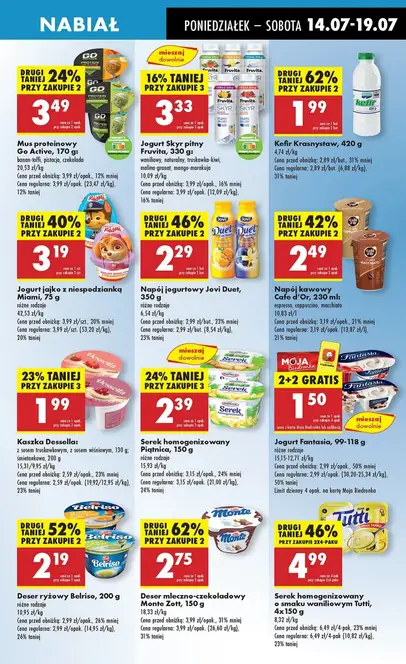 NABIAŁ
PONIEDZIAŁEK – SOBOTA 14.07-19.07
DRUGI TANIEJ 24%
PRZY ZAKUPIE 2
3 49
Mus proteinowy
Go Active, 170 g:
banan-toffi, pistacja, czekolada
20,53 zł/kg
Cena przed obniżką: 3,99 zł/opak., 12% mniej
Cena regularna: 3,99 zł/opak. (23,47 zł/kg),
12% taniej
mieszaj
dowolnie
16% TANIEJ
PRZY ZAKUPIE 3
3 33
Jogurt Skyr pitny
Fruvita, 330 g:
waniliowy, naturalny, truskawka-kiwi,
malina-granat, mango-marakuja
10,09 zł/kg
Cena przed obniżką: 3,99 zł/opak., 16% mniej
Cena regularna: 3,99 zł/opak. (12,09 zł/kg),
16% taniej
DRUGI TANIEJ 62%
PRZY ZAKUPIE 2
1 99
kefir
Kefir Krasnystaw, 420 g
4,74 zł/kg
Cena przed obniżką: 2,89 zł/but., 31% mniej
Cena regularna: 2,89 zł/but. (6,88 zł/kg),
31% taniej
DRUGI TANIEJ 40%
PRZY ZAKUPIE 2
3 19
Jogurt jajko z niespodzianką
Miami, 75 g
różne rodzaje
42,53 zł/kg
Cena przed obniżką: 3,99 zł/szt., 20% mniej
Cena regularna: 3,99 zł/szt. (53,20 zł/kg),
20% taniej
DRUGI TANIEJ 46%
PRZY ZAKUPIE 2
2 29
Duet
Napój jogurtowy Jovi Duet,
350 g
różne rodzaje
6,54 zł/kg
Cena przed obniżką: 2,99 zł/but., 23% mniej
Cena regularna: 2,99 zł/but. (8,54 zł/kg),
23% taniej
DRUGI TANIEJ 42%
PRZY ZAKUPIE 2
2 49
Napój kawowy
Cafe d'Or, 230 ml:
espresso, cappuccino, macchiato
10,83 zł/l
Cena przed obniżką: 3,19 zł/opak., 21% mniej
Cena regularna: 3,19 zł/opak. (13,87 zł/l),
21% taniej
23% TANIEJ
PRZY ZAKUPIE 3
1 99
Kaszka Dessella:
z sosem truskawkowym, z sosem wiśniowym, 130 g;
śmietankowa, 200 g
15,31/9,95 zł/kg
Cena przed obniżką: 2,59 zł/opak., 23% mniej
Cena regularna: 2,59 zł/opak. (19,92/12,95 zł/kg),
23% taniej
mieszaj dowolnie
24% TANIEJ
PRZY ZAKUPIE 3
2 39
Serek
Serek homogenizowany
Piątnica, 150 g
różne rodzaje
15,93 zł/kg
Cena przed obniżką: 3,15 zł/opak., 24% mniej
Cena regularna: 3,15 zł/opak. (21,00 zł/kg),
24% taniej
MOJA
Biedronka
2+2 GRATIS
1 50
Fantasia
mieszaj
dowolnie
Jogurt Fantasia, 99-118 g
różne rodzaje
15,15-12,71 zł/kg
Cena przed obniżką: 2,99 zł/opak., 50% mniej
Cena regularna: 2,99 zł/opak. (30,20-25,34 zł/kg),
50% taniej
Limit dzienny 4 opak. na kartę Moja Biedronka
DRUGI TANIEJ 52%
PRZY ZAKUPIE 2
2 19
Belriso
Deser ryżowy Belriso, 200 g
różne rodzaje
10,95 zł/kg
Cena przed obniżką: 2,99 zł/opak., 26% mniej
Cena regularna: 2,99 zł/opak. (14,95 zł/kg),
26% taniej
DRUGI TANIEJ 62%
PRZY ZAKUPIE 2
2 75
Monte
Deser mleczno-czekoladowy
Monte Zott, 150 g
18,33 zł/kg
Cena przed obniżką: 3,99 zł/opak., 31% mniej
Cena regularna: 3,99 zł/opak. (26,60 zł/kg),
31% taniej
DRUGI TANIEJ 46%
PRZY ZAKUPIE 2 4-PAKÓW
4 99
Tutti
Serek homogenizowany
o smaku waniliowym Tutti,
4x150 g
8,32 zł/kg
Cena przed obniżką: 6,49 zł/4-pak, 23% mniej
Cena regularna: 6,49 zł/4-pak (10,82 zł/kg),
23% taniej